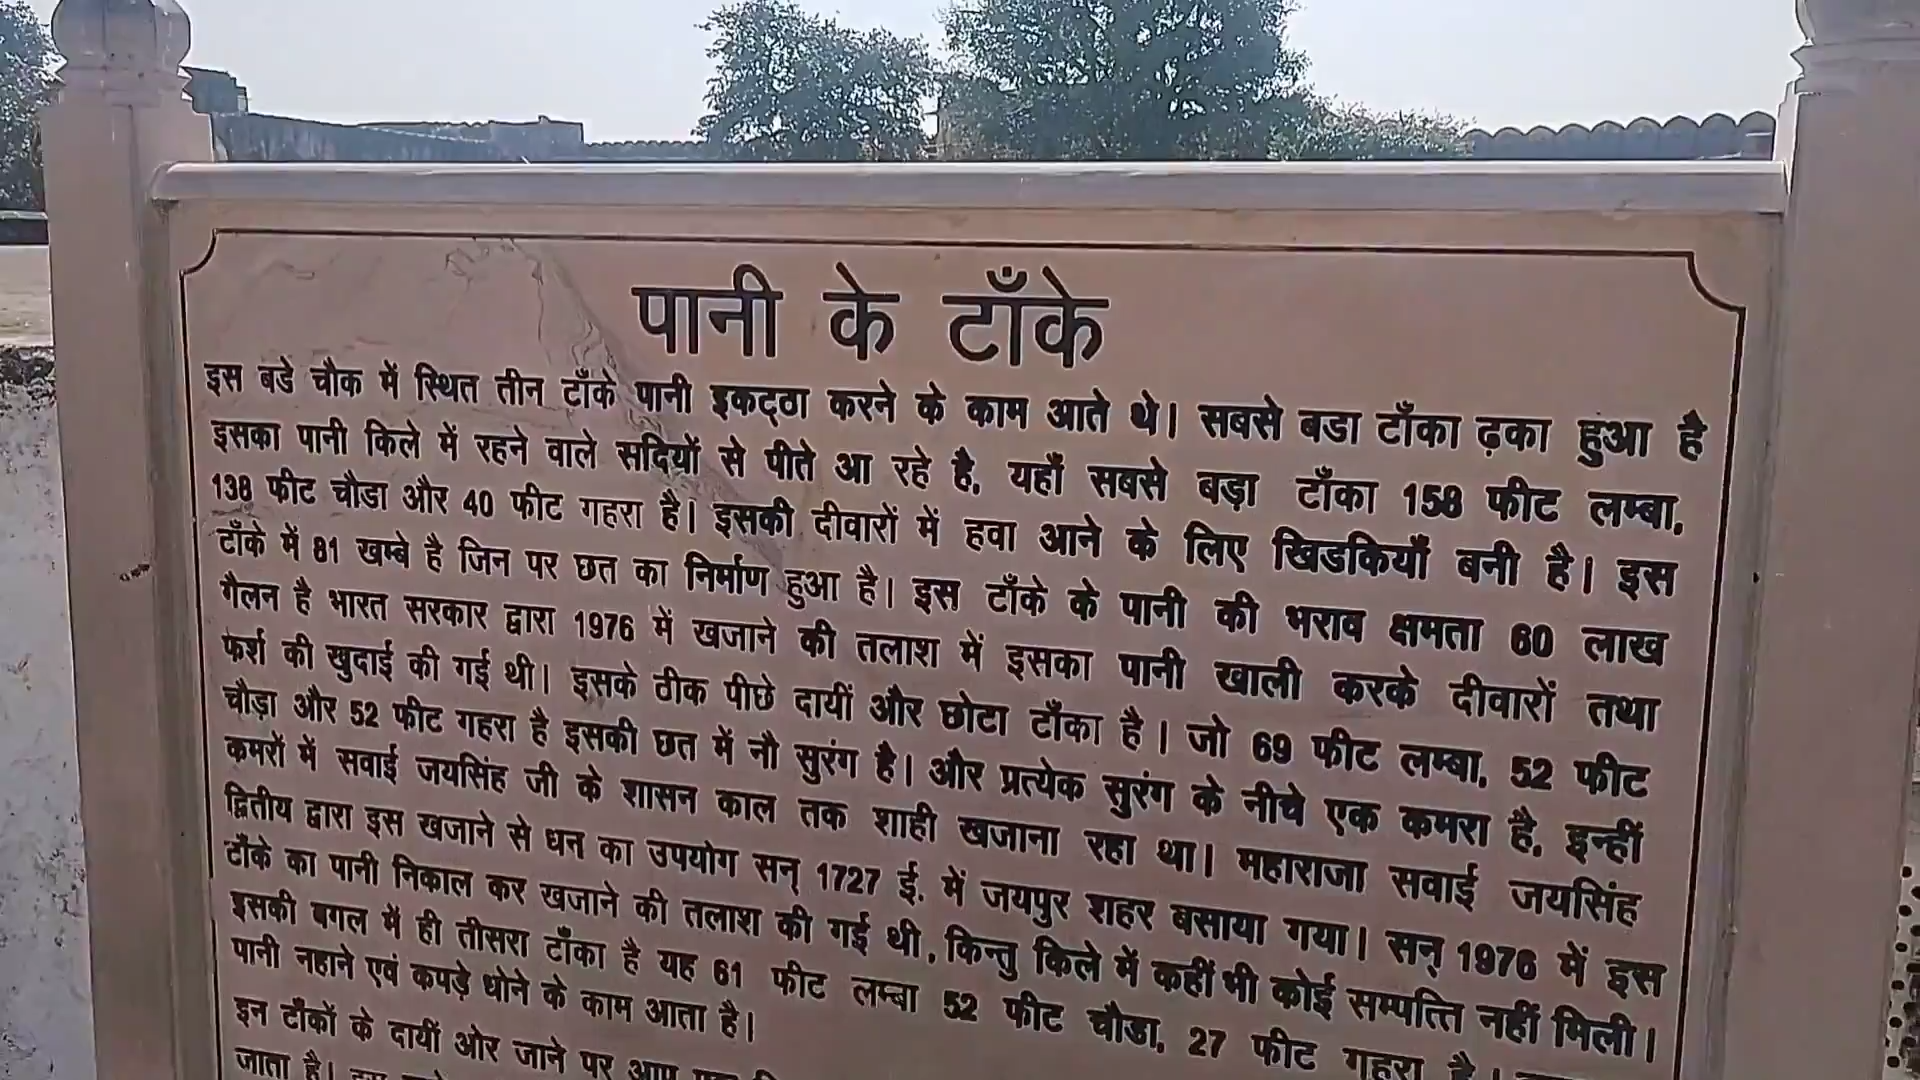 पानी के टाँके
इस बडे चौक में स्थित तीन टाँके पानी इकट्ठा करने के काम आते थे। सबसे बडा टाँका ढ़का हुआ है
इसका पानी किले में रहने वाले सदियों से पीते आ रहे है, यहाँ सबसे बड़ा टाँका 158 फीट लम्बा,
138 फीट चौडा और 40 फीट गहरा है। इसकी दीवारों में हवा आने के लिए खिडकियाँ बनी है। इस
टाँके में 81 खम्बे है जिन पर छत का निर्माण हुआ है। इस टाँके के पानी की भराव क्षमता 60 लाख
गैलन है भारत सरकार द्वारा 1976 में खजाने की तलाश में इसका पानी खाली करके दीवारों तथा
फर्श की खुदाई की गई थी। इसके ठीक पीछे दायीं और छोटा टाँका है। जो 69 फीट लम्बा, 52 फीट
चौड़ा और 52 फीट गहरा है इसकी छत में नौ सुरंग है। और प्रत्येक सुरंग के नीचे एक कमरा है, इन्हीं
कमरों में सवाई जयसिंह जी के शासन काल तक शाही खजाना रहा था। महाराजा सवाई जयसिंह
द्वितीय द्वारा इस खजाने से धन का उपयोग सन् 1727 ई. में जयपुर शहर बसाया गया। सन् 1976 में इस
टाँके का पानी निकाल कर खजाने की तलाश की गई थी, किन्तु किले में कहीं भी कोई सम्पत्ति नहीं मिली।
इसकी बगल में ही तीसरा टाँका है यह 61 फीट लम्बा 52 फीट चौडा, 27 फीट गहरा है।
पानी नहाने एवं कपड़े धोने के काम आता है।
इन टाँकों के दायीं ओर जाने पर आप
जाता है।